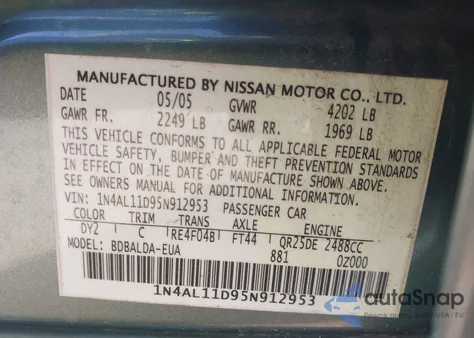 MANUFACTURED BY NISSAN MOTOR CO., LTD.
DATE 05/05 GVWR 4202 LB
GAWR FR. 2249 LB GAWR RR. 1969 LB
THIS VEHICLE CONFORMS TO ALL APPLICABLE FEDERAL MOTOR
VEHICLE SAFETY, BUMPER AND THEFT PREVENTION STANDARDS
IN EFFECT ON THE DATE OF MANUFACTURE SHOWN ABOVE.
SEE OWNERS MANUAL FOR ADDITIONAL INFORMATION.
VIN: 1N4AL11D95N912953 PASSENGER CAR
COLOR TRIM TRANS AXLE ENGINE
DY2 C RE4F04B FT44 QR25DE 2488CC
MODEL: BDBALDA-EUA 881 0Z000
1N4AL11D95N912953
autoSnap